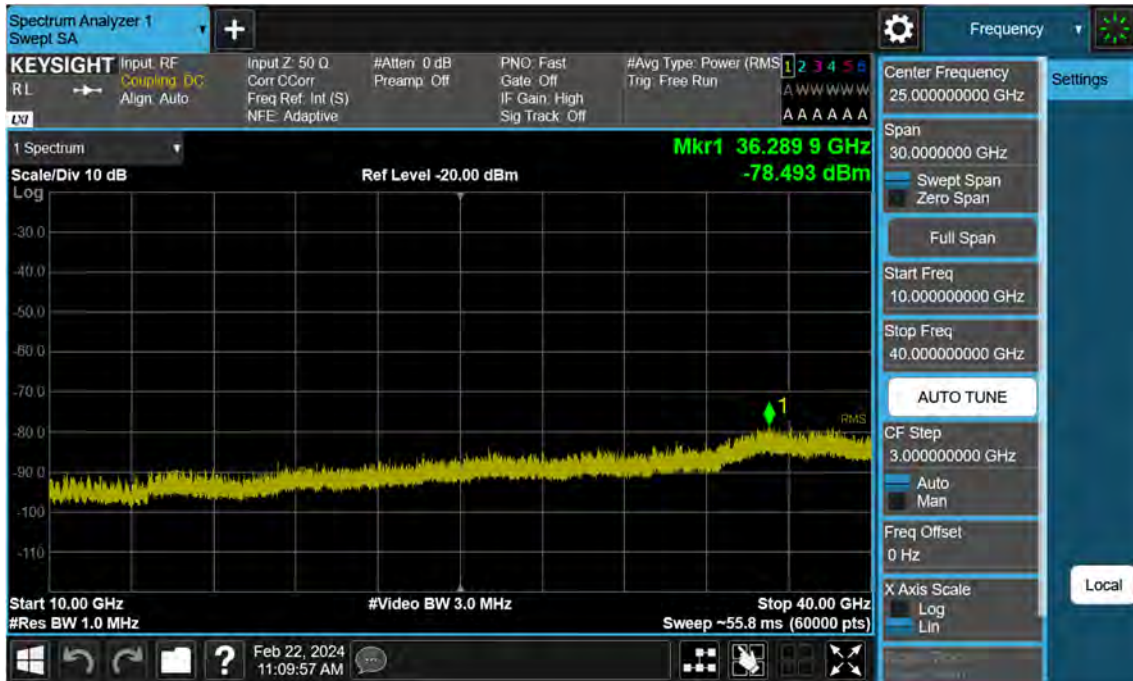 Spectrum Analyzer 1
Swept SA
+
Frequency
KEYSIGHT
RL
LXI
Input: RF
Coupling: DC
Align: Auto
Input Z: 50 Ω
Corr CCorr
Freq Ref: Int (S)
NFE: Adaptive
#Atten: 0 dB
Preamp: Off
PNO: Fast
Gate: Off
IF Gain: High
Sig Track: Off
#Avg Type: Power (RMS
Trig: Free Run
1 2 3 4 5 6
A W W W W W
A A A A A A
1 Spectrum
Scale/Div 10 dB
Ref Level -20.00 dBm
Mkr1 36.289 9 GHz
-78.493 dBm
Log
-30.0
-40.0
-50.0
-60.0
-70.0
-80.0
-90.0
-100
-110
1
RMS
Start 10.00 GHz
#Res BW 1.0 MHz
#Video BW 3.0 MHz
Stop 40.00 GHz
Sweep ~55.8 ms (60000 pts)
Center Frequency
25.000000000 GHz
Span
30.0000000 GHz
Swept Span
Zero Span
Full Span
Start Freq
10.000000000 GHz
Stop Freq
40.000000000 GHz
AUTO TUNE
CF Step
3.000000000 GHz
Auto
Man
Freq Offset
0 Hz
X Axis Scale
Log
Lin
Settings
Local
?
Feb 22, 2024
11:09:57 AM